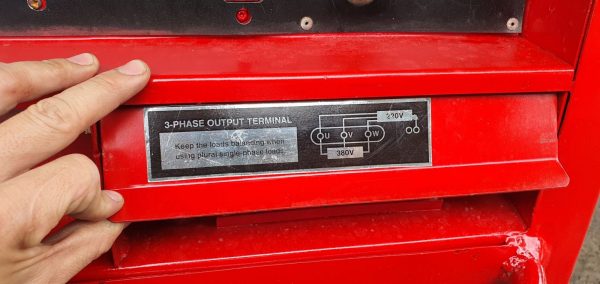 3-PHASE OUTPUT TERMINAL
Keep the loads balancing when
using plural single-phase loads.
220V
U V W O
380V